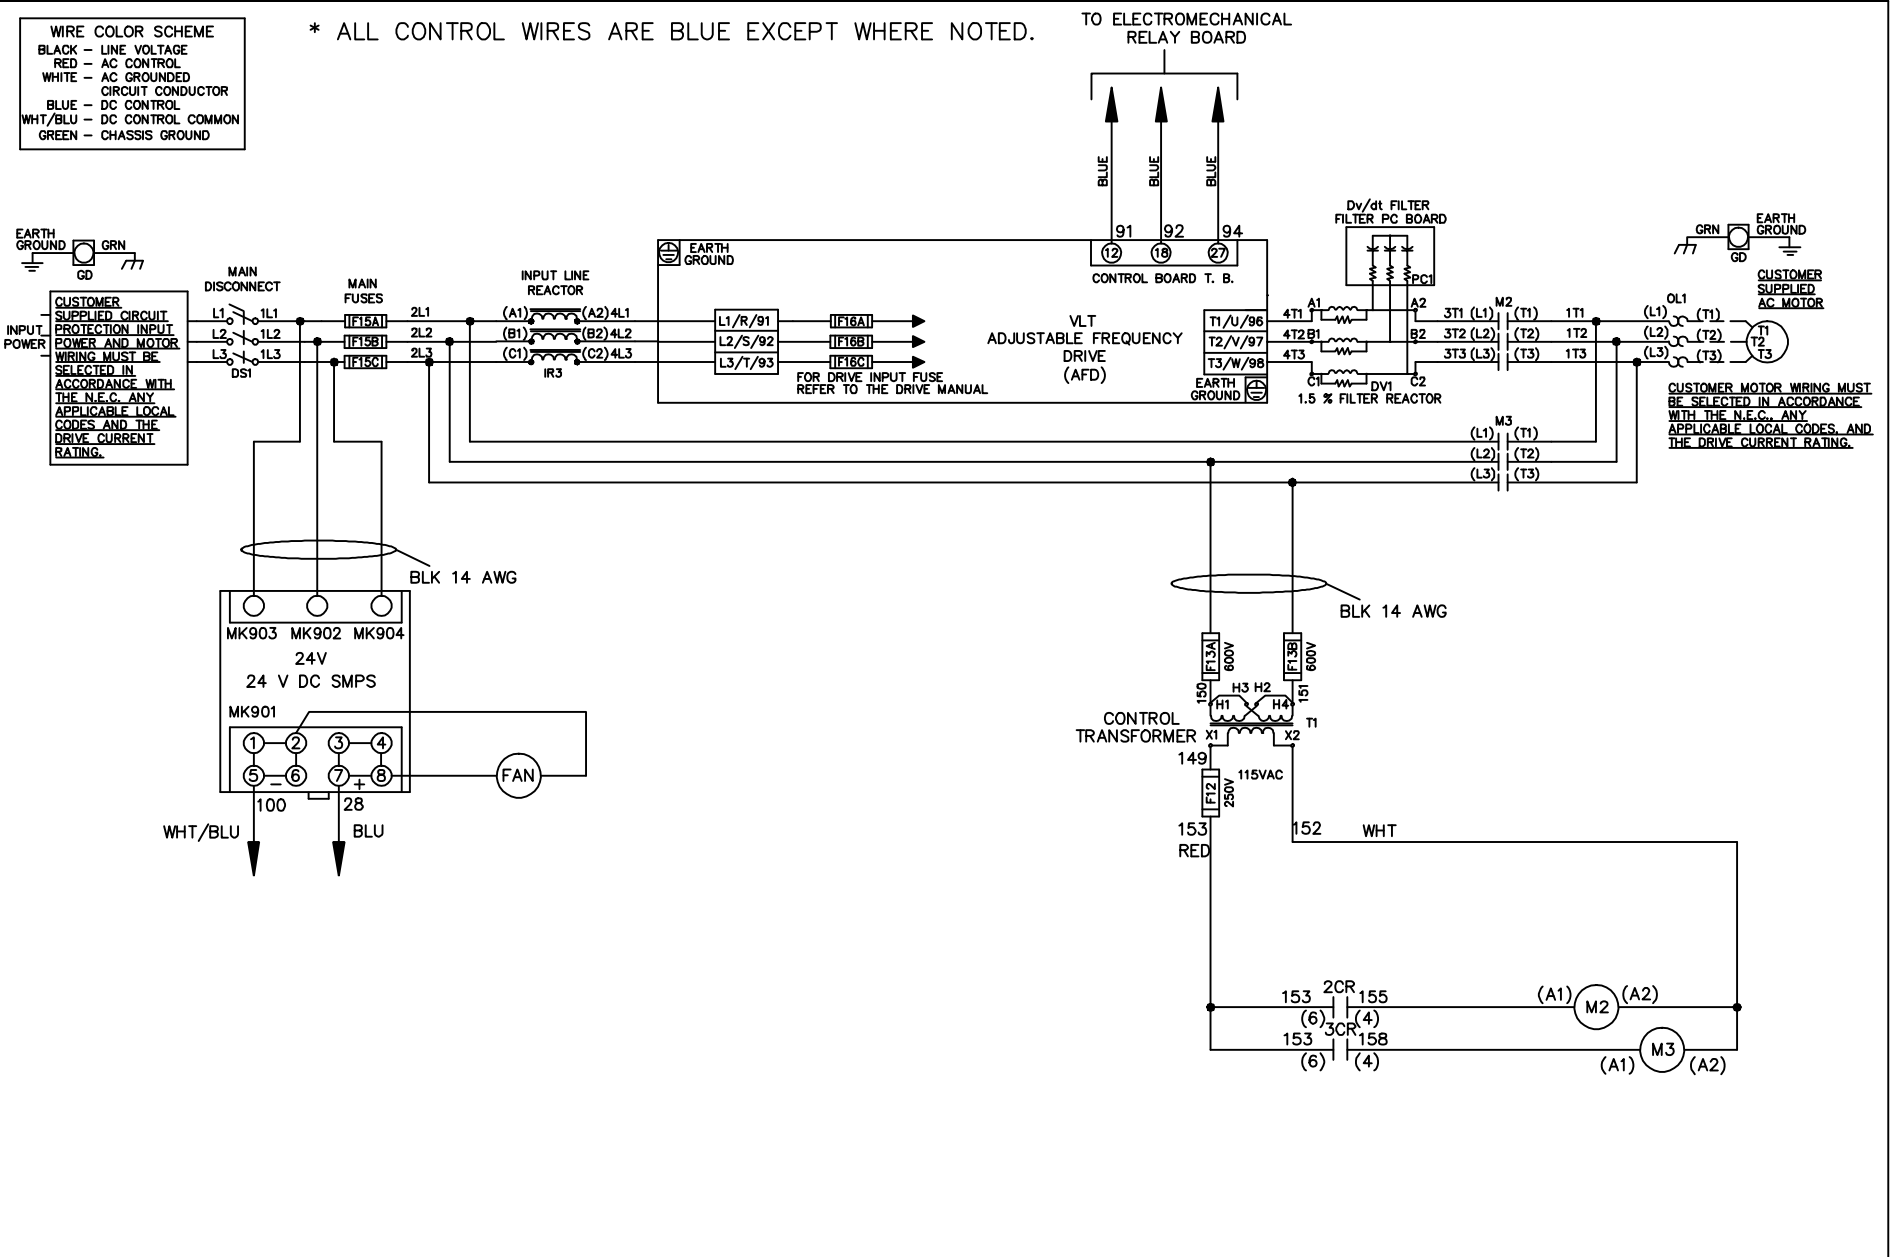 WIRE COLOR SCHEME
BLACK – LINE VOLTAGE
RED – AC CONTROL
WHITE – AC GROUNDED
CIRCUIT CONDUCTOR
BLUE – DC CONTROL
WHT/BLU – DC CONTROL COMMON
GREEN – CHASSIS GROUND
* ALL CONTROL WIRES ARE BLUE EXCEPT WHERE NOTED.
TO ELECTROMECHANICAL
RELAY BOARD
BLUE
BLUE
BLUE
91
92
94
12
18
27
CONTROL BOARD T. B.
EARTH
GROUND
GRN
GD
INPUT
POWER
CUSTOMER
SUPPLIED CIRCUIT
PROTECTION INPUT
POWER AND MOTOR
WIRING MUST BE
SELECTED IN
ACCORDANCE WITH
THE N.E.C. ANY
APPLICABLE LOCAL
CODES AND THE
DRIVE CURRENT
RATING.
MAIN
DISCONNECT
L1
1L1
L2
1L2
L3
1L3
DS1
MAIN
FUSES
F15A
F15B
F15C
2L1
2L2
2L3
INPUT LINE
REACTOR
(A1)
(A2)
4L1
(B1)
(B2)
4L2
(C1)
(C2)
4L3
IR3
EARTH
GROUND
L1/R/91
L2/S/92
L3/T/93
F16A
F16B
F16C
FOR DRIVE INPUT FUSE
REFER TO THE DRIVE MANUAL
VLT
ADJUSTABLE FREQUENCY
DRIVE
(AFD)
T1/U/96
T2/V/97
T3/W/98
EARTH
GROUND
4T1
4T2
4T3
Dv/dt FILTER
FILTER PC BOARD
PC1
A1
A2
B1
B2
C1
C2
DV1
1.5 % FILTER REACTOR
M2
3T1 (L1)
(T1)
1T1
3T2 (L2)
(T2)
1T2
3T3 (L3)
(T3)
1T3
OL1
(L1)
(T1)
(L2)
(T2)
(L3)
(T3)
T1
T2
T3
GRN
GD
EARTH
GROUND
CUSTOMER
SUPPLIED
AC MOTOR
CUSTOMER MOTOR WIRING MUST
BE SELECTED IN ACCORDANCE
WITH THE N.E.C., ANY
APPLICABLE LOCAL CODES, AND
THE DRIVE CURRENT RATING.
M3
(L1)
(T1)
(L2)
(T2)
(L3)
(T3)
BLK 14 AWG
MK903
MK902
MK904
24V
24 V DC SMPS
MK901
1
2
3
4
5
–
6
7
+
8
FAN
100
28
WHT/BLU
BLU
BLK 14 AWG
F13A
600V
F13B
600V
150
151
H3
H2
H1
H4
CONTROL
TRANSFORMER
T1
X1
X2
149
115VAC
F12
250V
153
RED
152
WHT
2CR
153
155
(6)
(4)
(A1)
M2
(A2)
3CR
153
158
(6)
(4)
(A1)
M3
(A2)